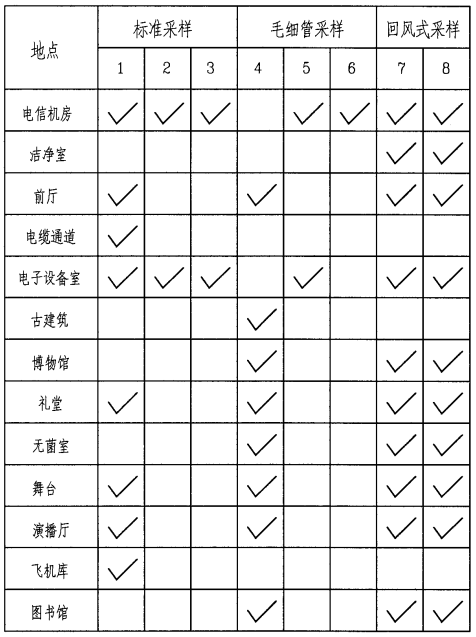 地点 标准采样 毛细管采样 回风式采样
1 2 3 4 5 6 7 8
电信机房 ✓ ✓ ✓ ✓ ✓ ✓ ✓
洁净室 ✓ ✓
前厅 ✓ ✓ ✓ ✓
电缆通道 ✓
电子设备室 ✓ ✓ ✓ ✓ ✓ ✓
古建筑 ✓
博物馆 ✓ ✓ ✓
礼堂 ✓ ✓ ✓ ✓
无菌室 ✓ ✓ ✓
舞台 ✓ ✓ ✓ ✓
演播厅 ✓ ✓ ✓ ✓
飞机库 ✓
图书馆 ✓ ✓ ✓